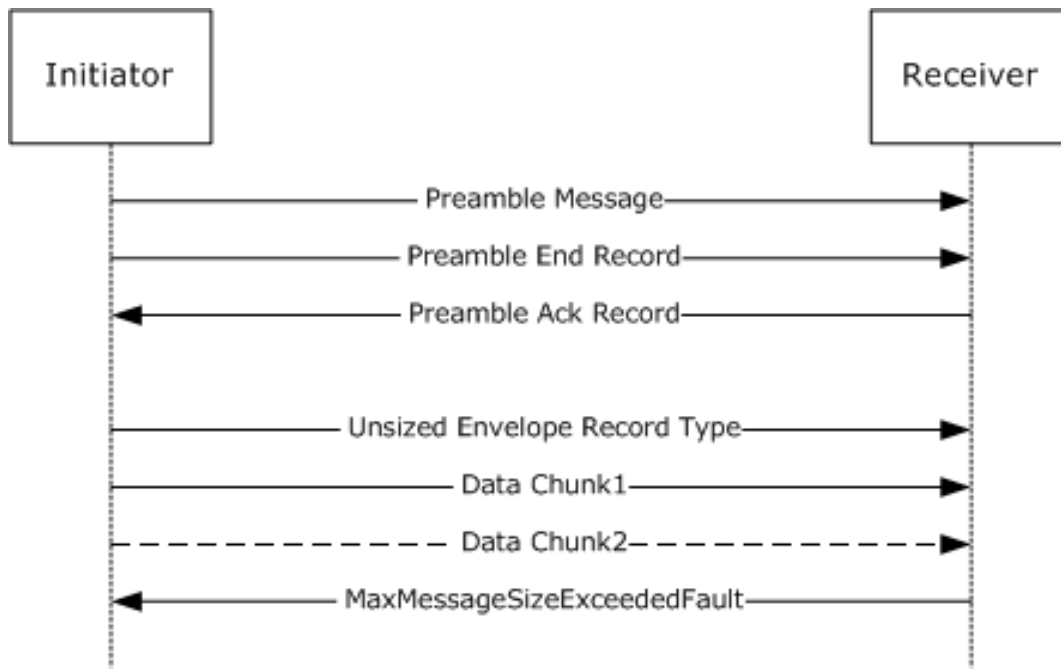 Initiator
Receiver
Preamble Message
Preamble End Record
Preamble Ack Record
Unsized Envelope Record Type
Data Chunk1
Data Chunk2
MaxMessageSizeExceededFault